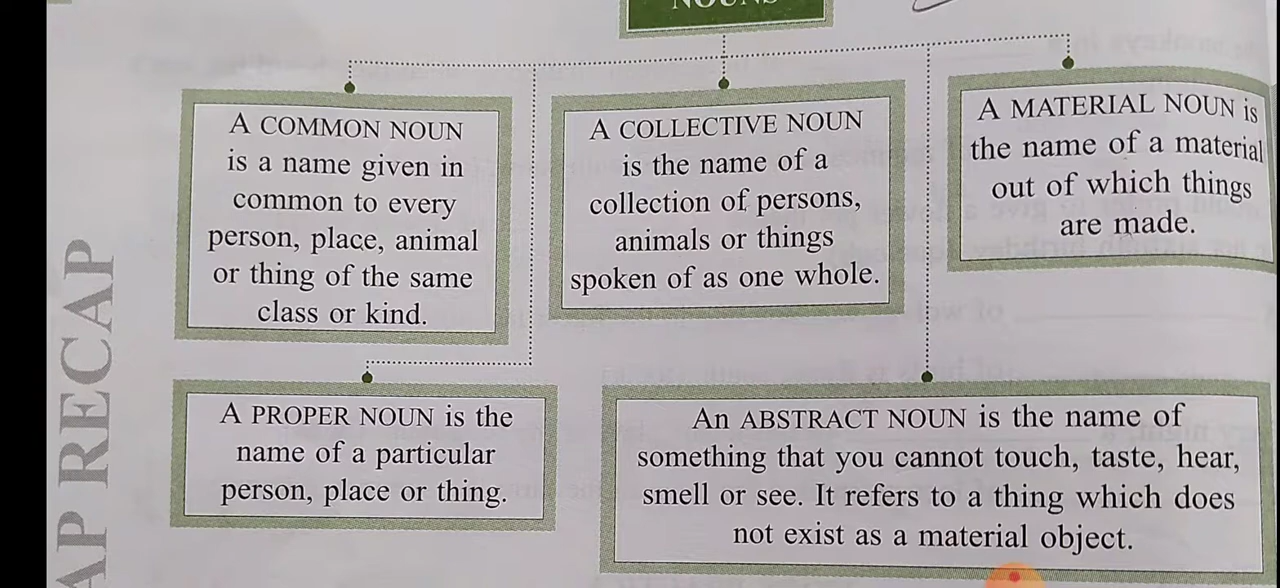 NOUNS
A COMMON NOUN
is a name given in
common to every
person, place, animal
or thing of the same
class or kind.
A COLLECTIVE NOUN
is the name of a
collection of persons,
animals or things
spoken of as one whole.
A MATERIAL NOUN is
the name of a material
out of which things
are made.
A PROPER NOUN is the
name of a particular
person, place or thing.
An ABSTRACT NOUN is the name of
something that you cannot touch, taste, hear,
smell or see. It refers to a thing which does
not exist as a material object.
AP RECAP